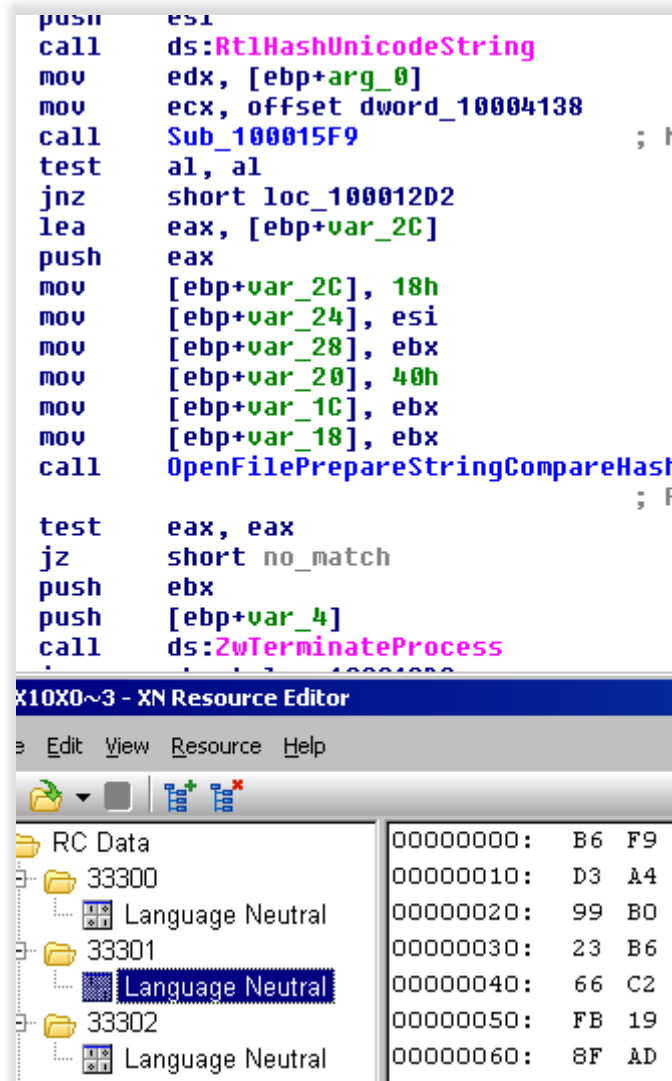 push esi
call ds:RtlHashUnicodeString
mov edx, [ebp+arg_0]
mov ecx, offset dword_10004138
call Sub_100015F9 ;
test al, al
jnz short loc_100012D2
lea eax, [ebp+var_2C]
push eax
mov [ebp+var_2C], 18h
mov [ebp+var_24], esi
mov [ebp+var_28], ebx
mov [ebp+var_20], 40h
mov [ebp+var_1C], ebx
mov [ebp+var_18], ebx
call OpenFilePrepareStringCompareHash
;
test eax, eax
jz short no_match
push ebx
push [ebp+var_4]
call ds:ZwTerminateProcess
X10X0~3 - XN Resource Editor
e Edit View Resource Help
RC Data
33300
Language Neutral
33301
Language Neutral
33302
Language Neutral
00000000: B6 F9
00000010: D3 A4
00000020: 99 B0
00000030: 23 B6
00000040: 66 C2
00000050: FB 19
00000060: 8F AD